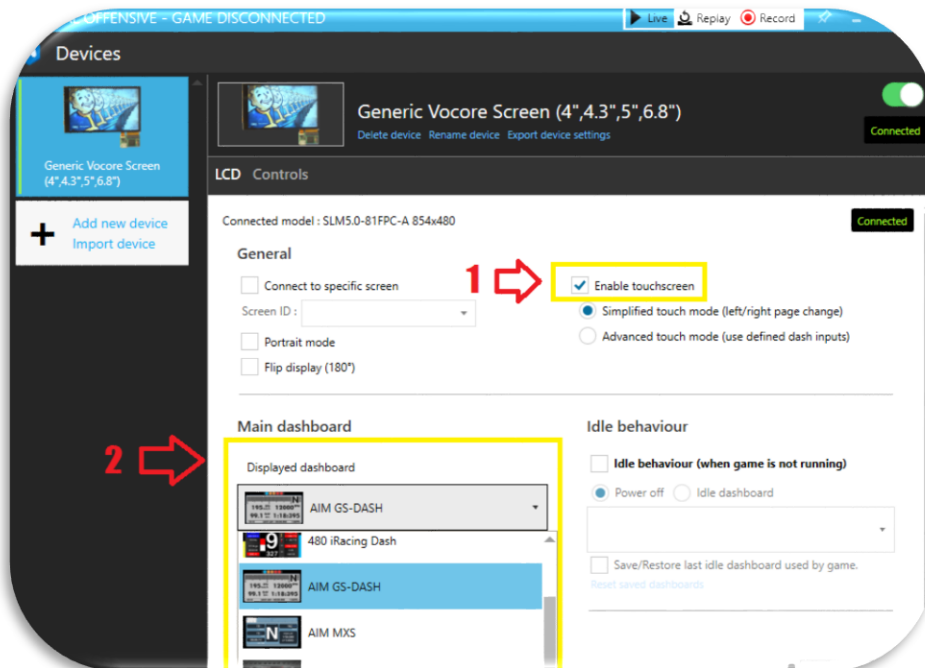 OFFENSIVE - GAME DISCONNECTED
Live Replay Record
Devices
Generic Vocore Screen
(4",4.3",5",6.8")
Add new device
Import device
Generic Vocore Screen (4",4.3",5",6.8")
Delete device Rename device Export device settings
Connected
LCD Controls
Connected model : SLM5.0-81FPC-A 854x480
Connected
General
Connect to specific screen
Screen ID :
Portrait mode
Flip display (180°)
1
Enable touchscreen
Simplified touch mode (left/right page change)
Advanced touch mode (use defined dash inputs)
2
Main dashboard
Displayed dashboard
AIM GS-DASH
480 iRacing Dash
AIM GS-DASH
AIM MXS
Idle behaviour
Idle behaviour (when game is not running)
Power off Idle dashboard
Save/Restore last idle dashboard used by game.
Reset saved dashboards